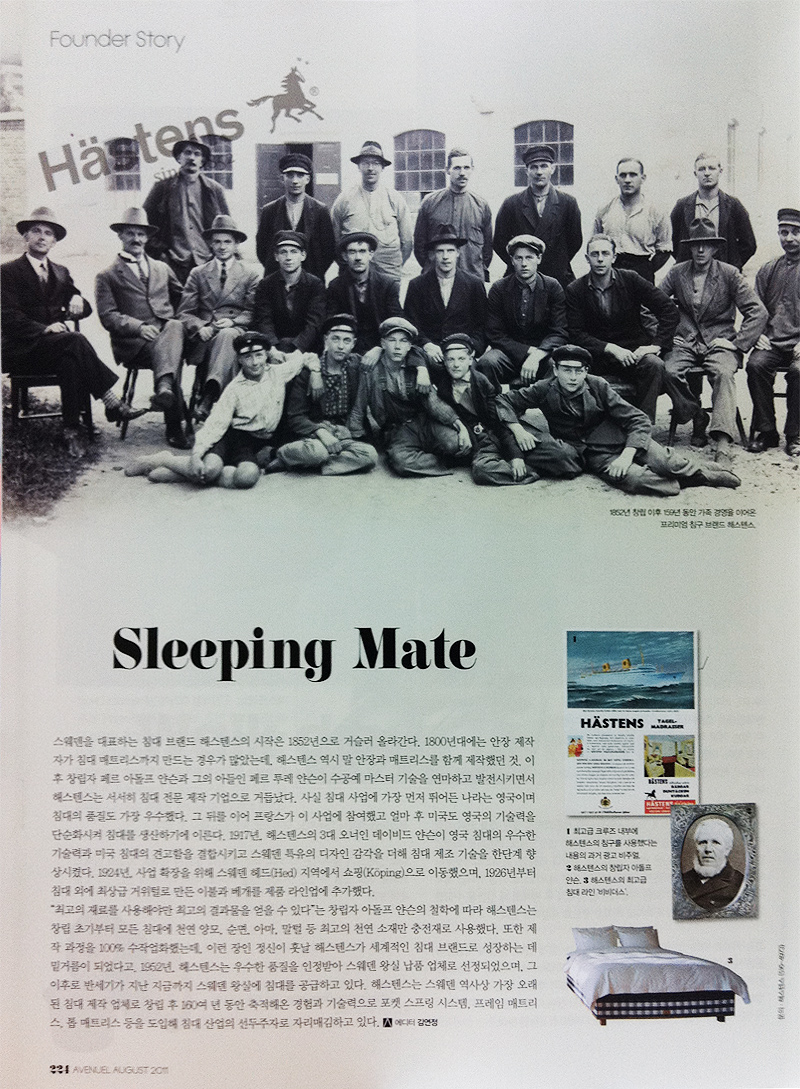 Founder Story
Hästens
®
1852년 창립 이후 159년 동안 가족 경영을 이어온
프리미엄 침구 브랜드 해스텐스.
Sleeping Mate
1
HÄSTENS
TAGEL-
MADRASSER
HÄSTENS
스웨덴을 대표하는 침대 브랜드 해스텐스의 시작은 1852년으로 거슬러 올라간다. 1800년대에는 안장 제작
자가 침대 매트리스까지 만드는 경우가 많았는데, 해스텐스 역시 말 안장과 매트리스를 함께 제작했던 것. 이
후 창립자 페르 아돌프 얀슨과 그의 아들인 페르 투레 얀슨이 수공예 마스터 기술을 연마하고 발전시키면서
해스텐스는 서서히 침대 전문 제작 기업으로 거듭났다. 사실 침대 사업에 가장 먼저 뛰어든 나라는 영국이며
침대의 품질도 가장 우수했다. 그 뒤를 이어 프랑스가 이 사업에 참여했고 얼마 후 미국도 영국의 기술력을
단순화시켜 침대를 생산하기에 이른다. 1917년, 해스텐스의 3대 오너인 데이비드 얀슨이 영국 침대의 우수한
기술력과 미국 침대의 견고함을 결합시키고 스웨덴 특유의 디자인 감각을 더해 침대 제조 기술을 한단계 향
상시켰다. 1924년, 사업 확장을 위해 스웨덴 헤드(Hed) 지역에서 쇼핑(Köping)으로 이동했으며, 1926년부터
침대 외에 최상급 거위털로 만든 이불과 베개를 제품 라인업에 추가했다.
“최고의 재료를 사용해야만 최고의 결과물을 얻을 수 있다”는 창립자 아돌프 얀슨의 철학에 따라 해스텐스는
창립 초기부터 모든 침대에 천연 양모, 순면, 아마, 말털 등 최고의 천연 소재만 충전재로 사용했다. 또한 제
작 과정을 100% 수작업화했는데, 이런 장인 정신이 훗날 해스텐스가 세계적인 침대 브랜드로 성장하는 데
밑거름이 되었다고. 1952년, 해스텐스는 우수한 품질을 인정받아 스웨덴 왕실 납품 업체로 선정되었으며, 그
이후로 반세기가 지난 지금까지 스웨덴 왕실에 침대를 공급하고 있다. 해스텐스는 스웨덴 역사상 가장 오래
된 침대 제작 업체로 창립 후 160여 년 동안 축적해온 경험과 기술력으로 포켓 스프링 시스템, 프레임 매트리
스, 톱 매트리스 등을 도입해 침대 산업의 선두주자로 자리매김하고 있다. 에디터 김연정
1 최고급 크루즈 내부에
해스텐스의 침구를 사용했다는
내용의 과거 광고 비주얼.
2 해스텐스의 창립자 아돌프
얀슨. 3 해스텐스의 최고급
침대 라인 '비비더스'.
3
문의 해스텐스
224 AVENUEL AUGUST 2011